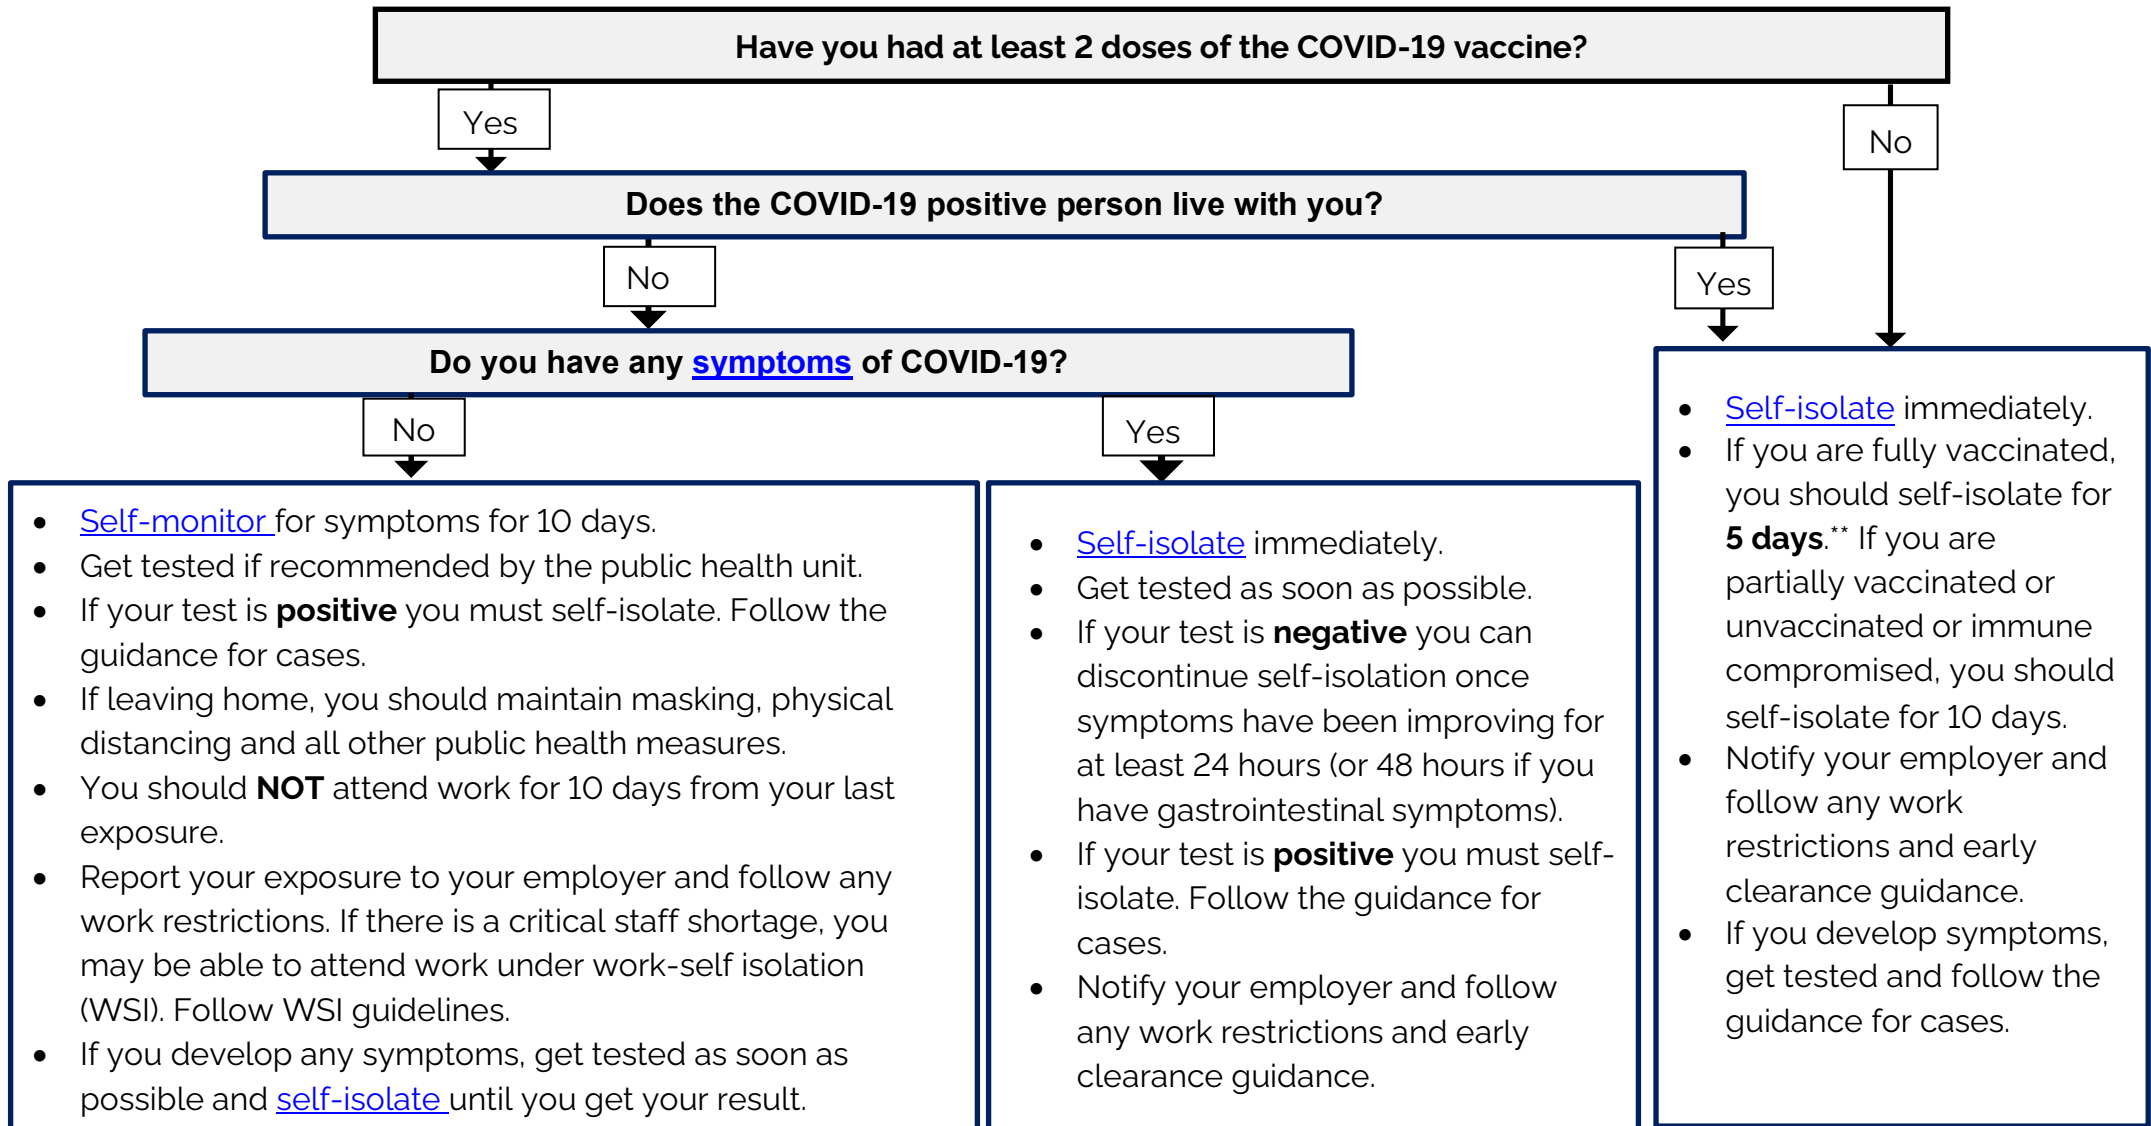 Have you had at least 2 doses of the COVID-19 vaccine?
Yes
No
Does the COVID-19 positive person live with you?
No
Yes
Do you have any symptoms of COVID-19?
No
Yes
• Self-monitor for symptoms for 10 days.
• Get tested if recommended by the public health unit.
• If your test is positive you must self-isolate. Follow the
guidance for cases.
• If leaving home, you should maintain masking, physical
distancing and all other public health measures.
• You should NOT attend work for 10 days from your last
exposure.
• Report your exposure to your employer and follow any
work restrictions. If there is a critical staff shortage, you
may be able to attend work under work-self isolation
(WSI). Follow WSI guidelines.
• If you develop any symptoms, get tested as soon as
possible and self-isolate until you get your result.
• Self-isolate immediately.
• Get tested as soon as possible.
• If your test is negative you can
discontinue self-isolation once
symptoms have been improving for
at least 24 hours (or 48 hours if you
have gastrointestinal symptoms).
• If your test is positive you must self-
isolate. Follow the guidance for
cases.
• Notify your employer and follow
any work restrictions and early
clearance guidance.
• Self-isolate immediately.
• If you are fully vaccinated,
you should self-isolate for
5 days.** If you are
partially vaccinated or
unvaccinated or immune
compromised, you should
self-isolate for 10 days.
• Notify your employer and
follow any work
restrictions and early
clearance guidance.
• If you develop symptoms,
get tested and follow the
guidance for cases.